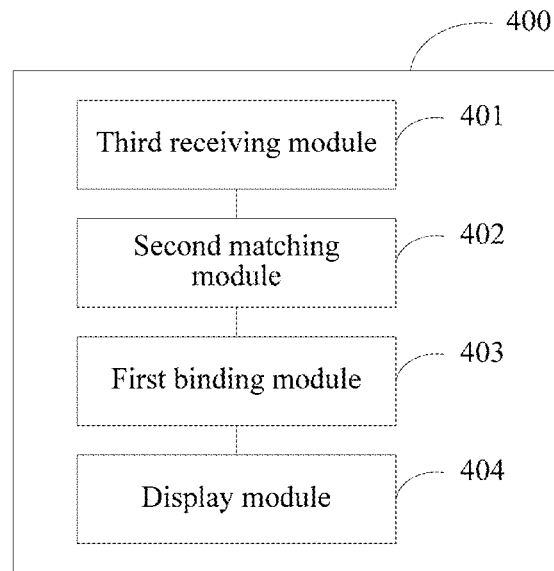 400
Third receiving module
401
Second matching
module
402
First binding module
403
Display module
404